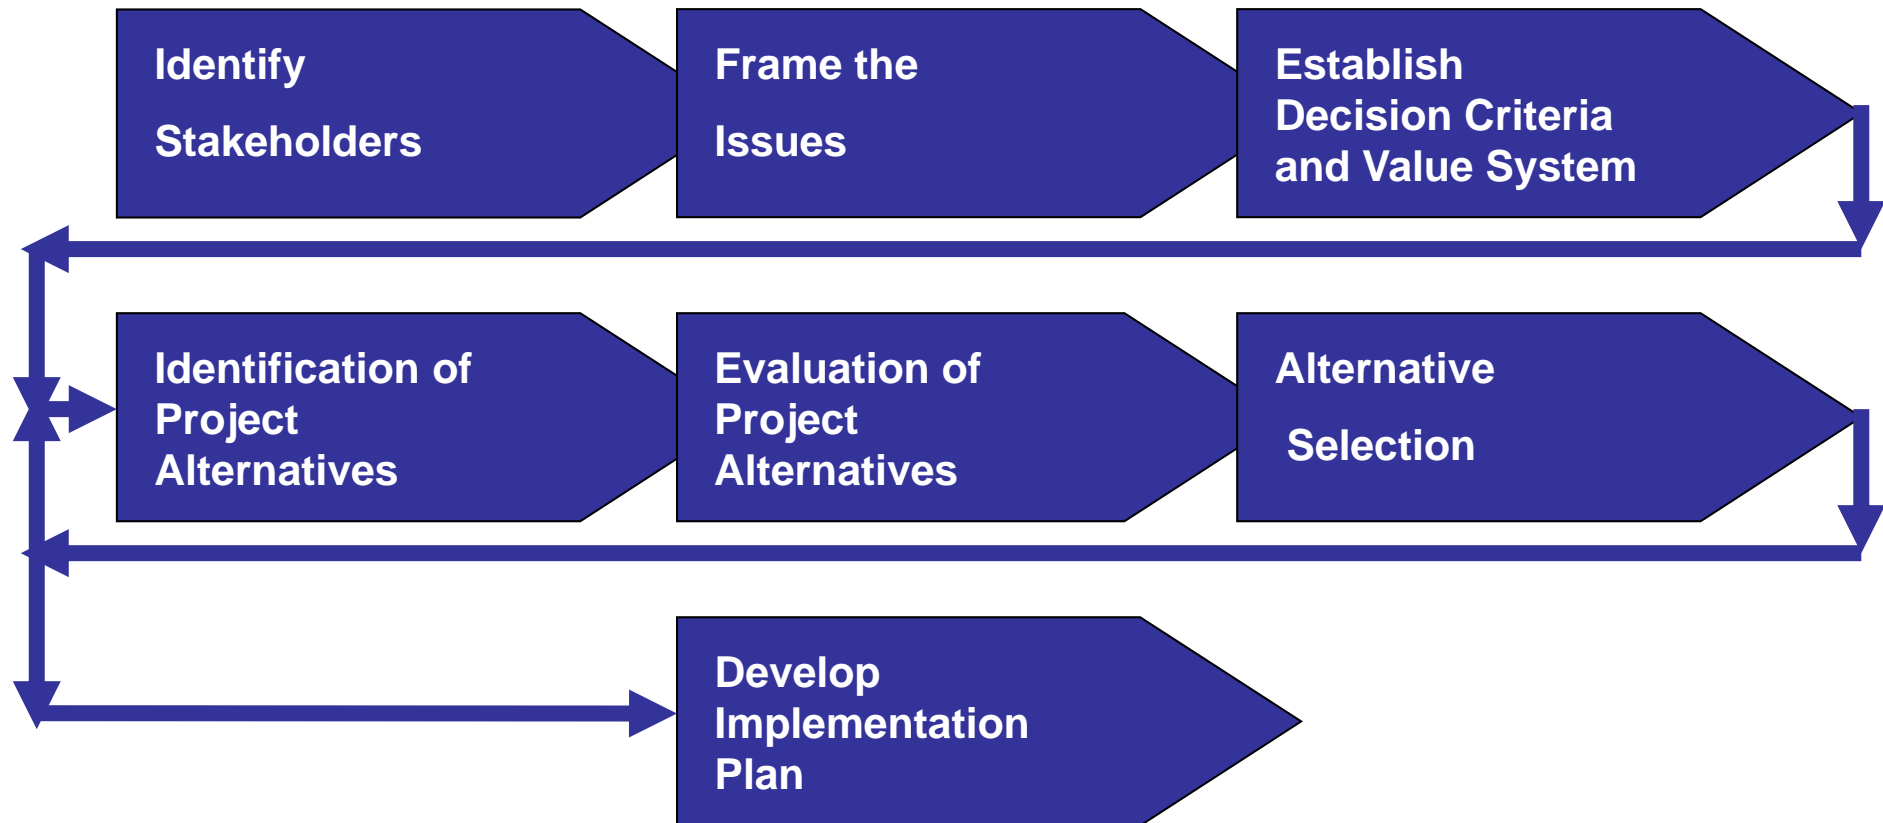 Identify
Stakeholders
Frame the
Issues
Establish
Decision Criteria
and Value System
Identification of
Project
Alternatives
Evaluation of
Project
Alternatives
Alternative
Selection
Develop
Implementation
Plan